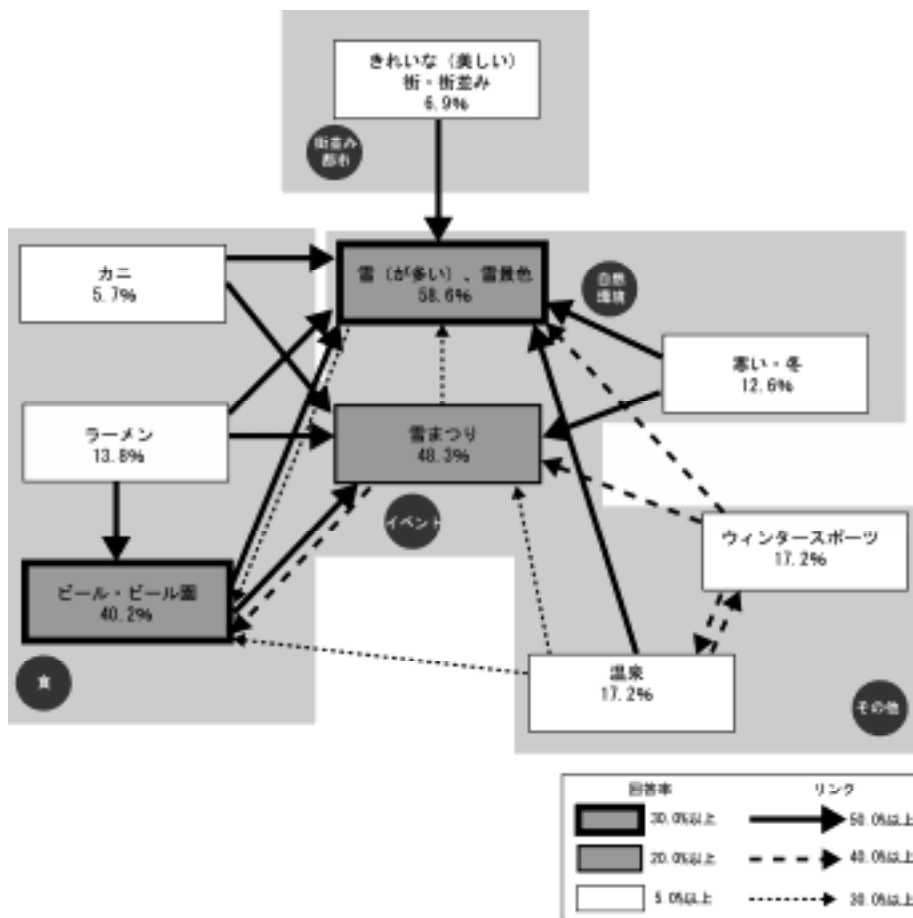 きれいな（美しい）
街・街並み
6.9%
街並み
都市
カニ
5.7%
雪（が多い）、雪景色
58.6%
自然
環境
寒い・冬
12.6%
ラーメン
13.8%
雪まつり
48.3%
イベント
ウィンタースポーツ
17.2%
ビール・ビール園
40.2%
食
温泉
17.2%
その他
回答率
リンク
30.0%以上
50.0%以上
20.0%以上
40.0%以上
5.0%以上
30.0%以上